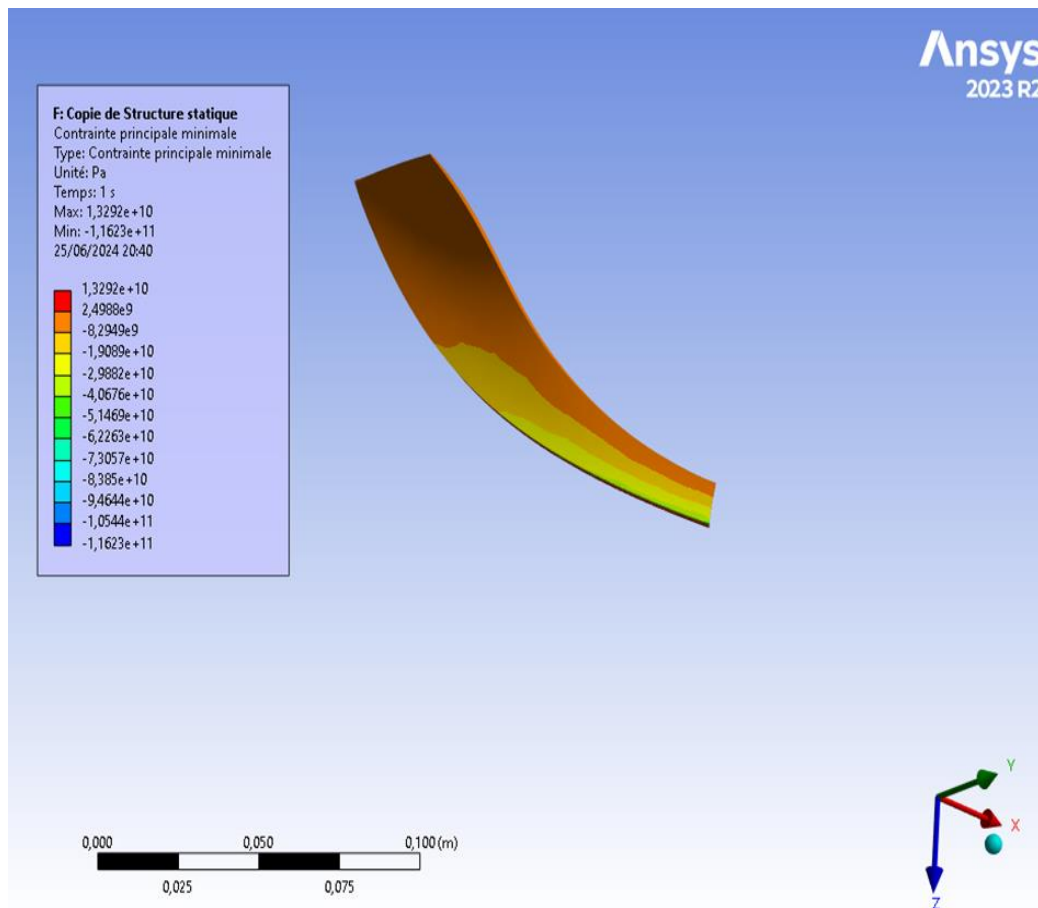 Ansys
2023 R2
F: Copie de Structure statique
Contrainte principale minimale
Type: Contrainte principale minimale
Unité: Pa
Temps: 1 s
Max: 1,3292e+10
Min: -1,1623e+11
25/06/2024 20:40
1,3292e+10
2,4988e9
-8,2949e9
-1,9089e+10
-2,9882e+10
-4,0676e+10
-5,1469e+10
-6,2263e+10
-7,3057e+10
-8,385e+10
-9,4644e+10
-1,0544e+11
-1,1623e+11
Y
X
Z
0,000 0,050 0,100 (m)
0,025 0,075